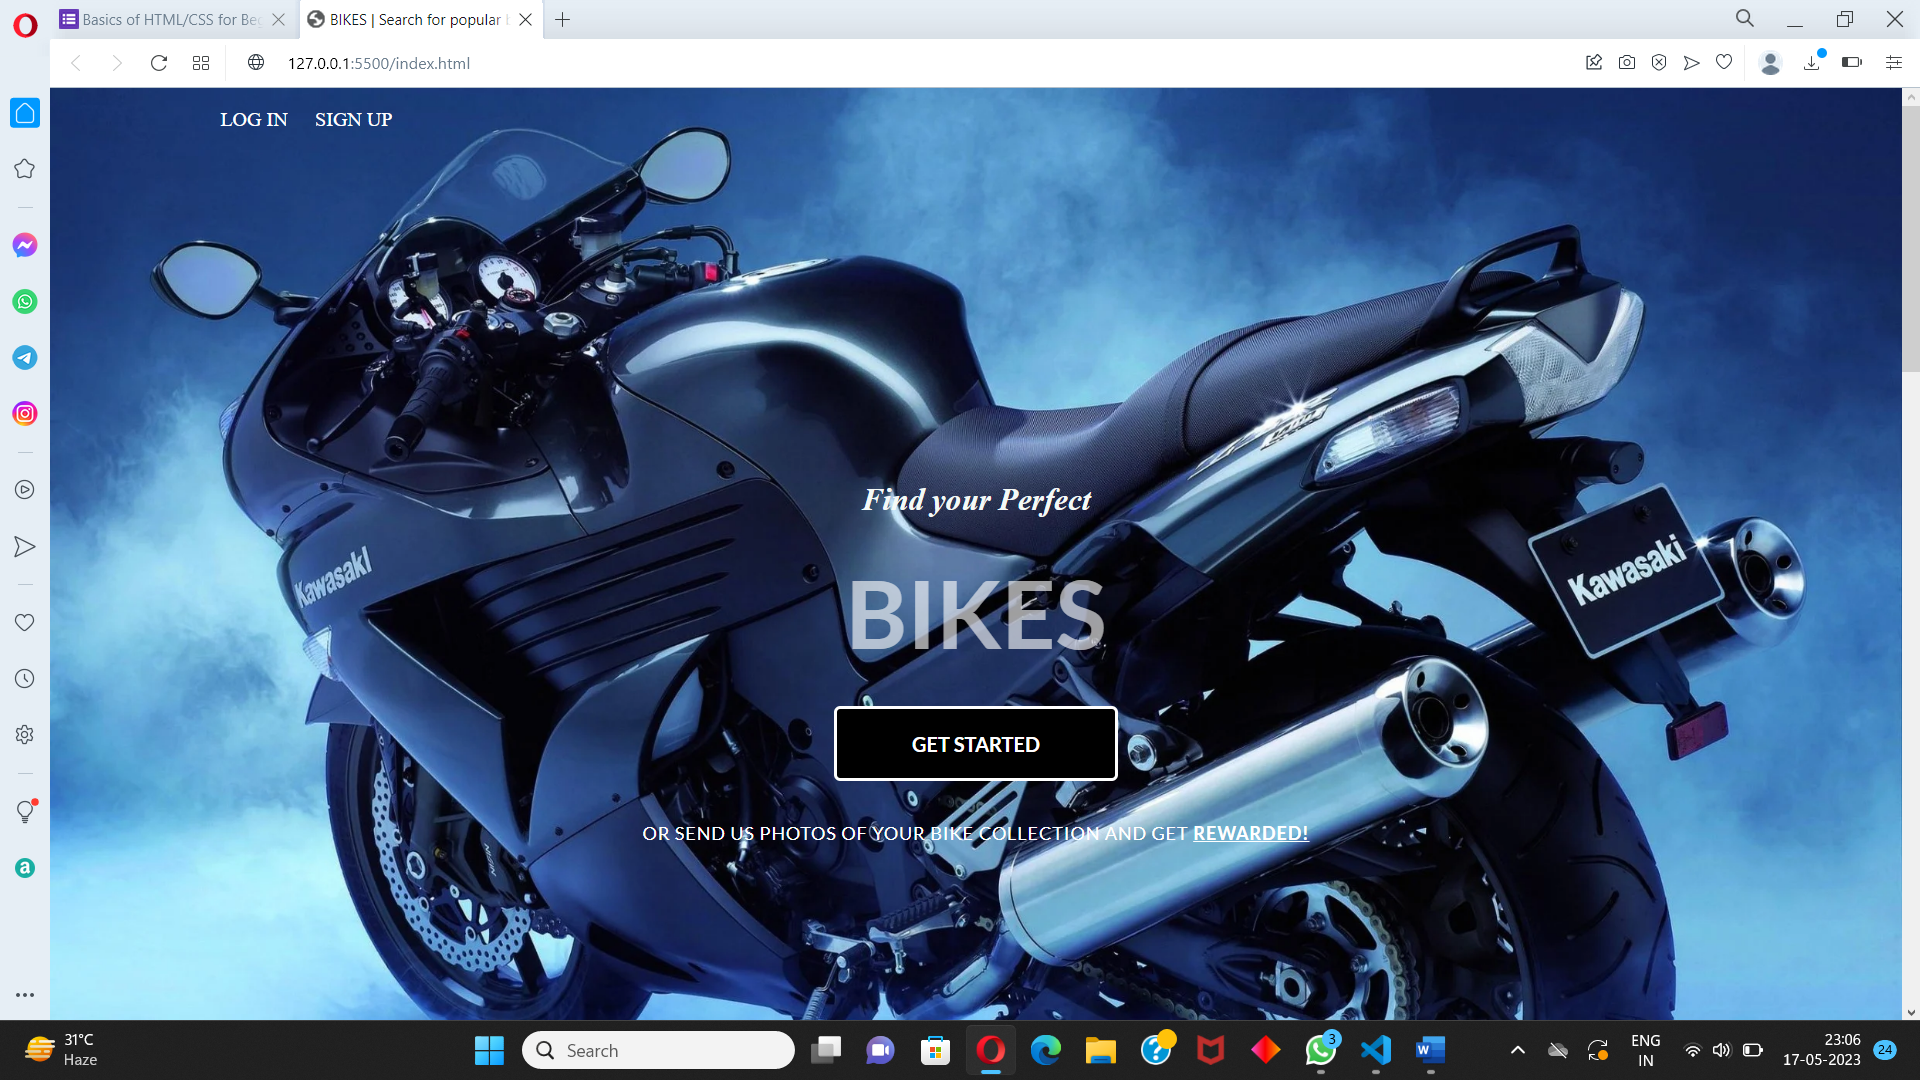 Basics of HTML/CSS for Be
BIKES | Search for popular
127.0.0.1:5500/index.html
LOG IN SIGN UP
Find your Perfect
BIKES
GET STARTED
OR SEND US PHOTOS OF YOUR BIKE COLLECTION AND GET REWARDED!
Kawasaki
Kawasaki
31°C
Haze
Search
3
ENG
IN
23:06
17-05-2023
24